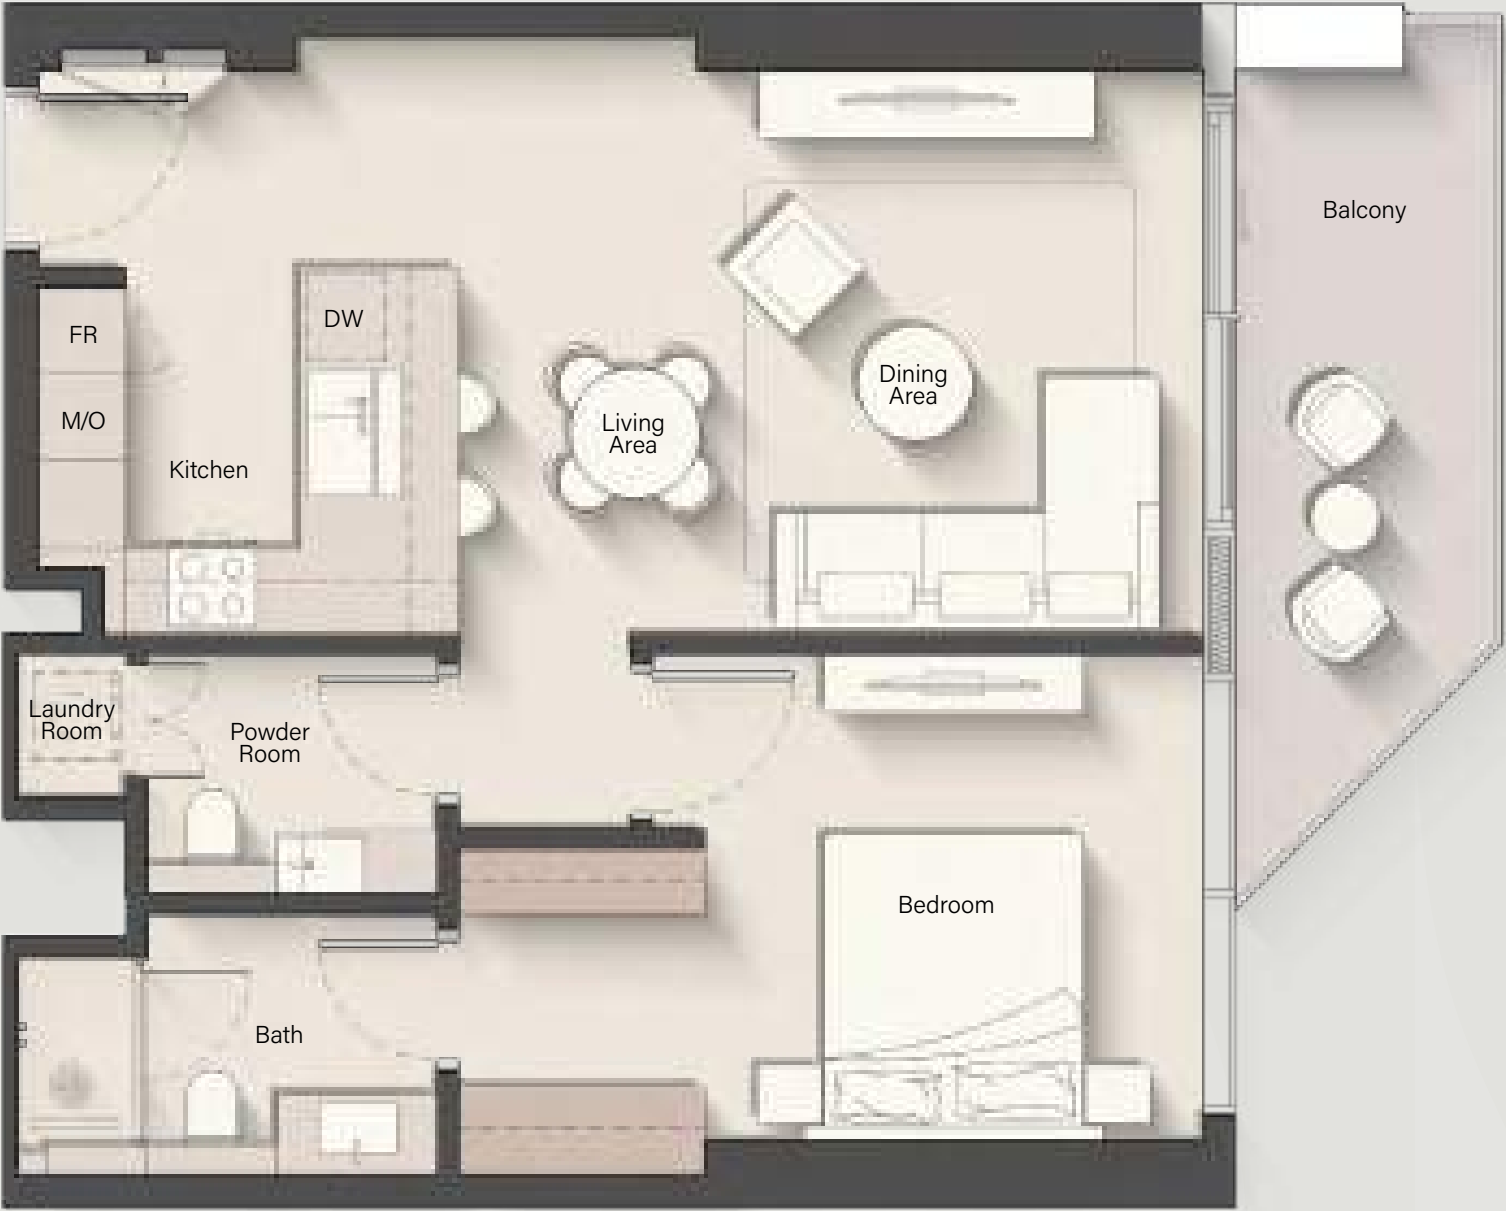 Balcony
FR
DW
M/O
Kitchen
Living
Area
Dining
Area
Laundry
Room
Powder
Room
Bedroom
Bath